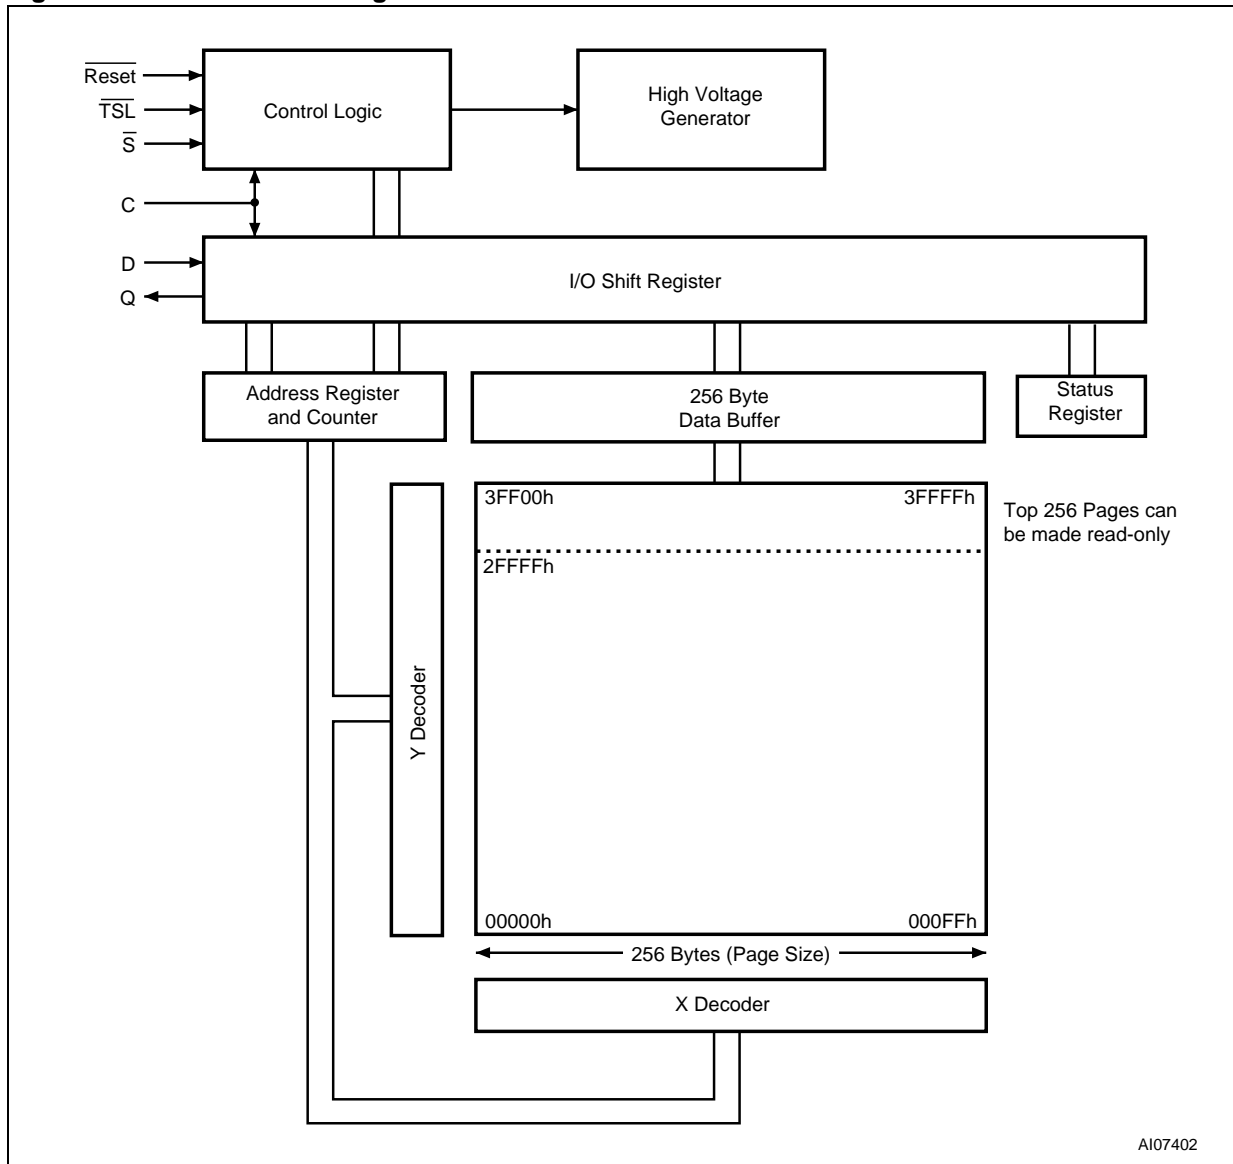 Reset
TSL
S
C
D
Q
Control Logic
High Voltage
Generator
I/O Shift Register
Address Register
and Counter
256 Byte
Data Buffer
Status
Register
3FF00h
3FFFFh
Top 256 Pages can
be made read-only
2FFFFh
Y Decoder
00000h
000FFh
256 Bytes (Page Size)
X Decoder
AI07402